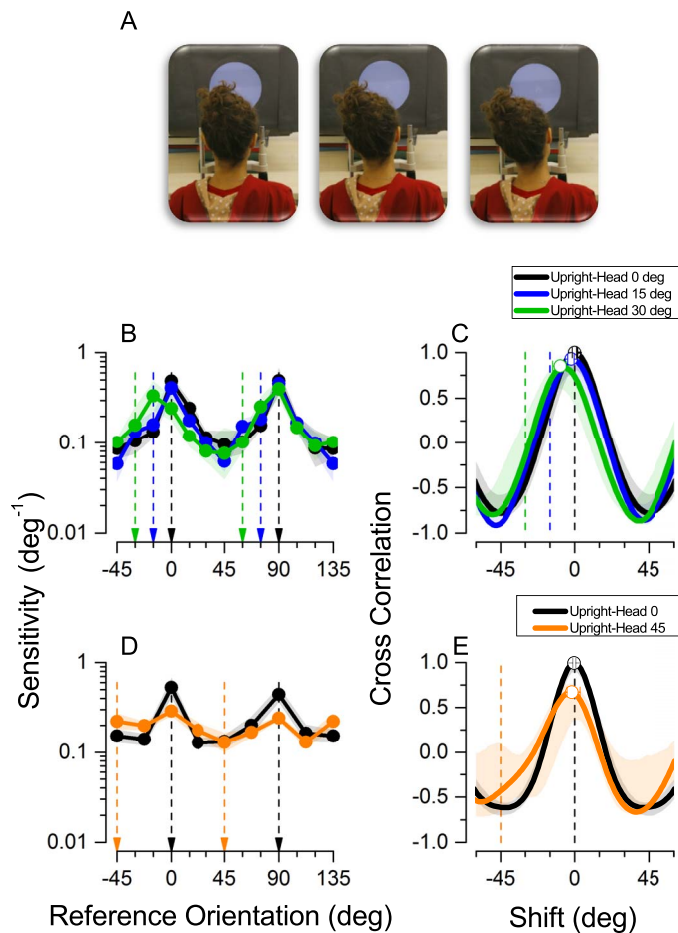 A
Upright-Head 0 deg
Upright-Head 15 deg
Upright-Head 30 deg
B
C
1
0.1
0.01
-45 0 45 90 135
1.0
0.5
0.0
-0.5
-1.0
-45 0 45
Sensitivity (deg-1)
Cross Correlation
Upright-Head 0
Upright-Head 45
D
E
1
0.1
0.01
-45 0 45 90 135
1.0
0.5
0.0
-0.5
-1.0
-45 0 45
Reference Orientation (deg)
Shift (deg)